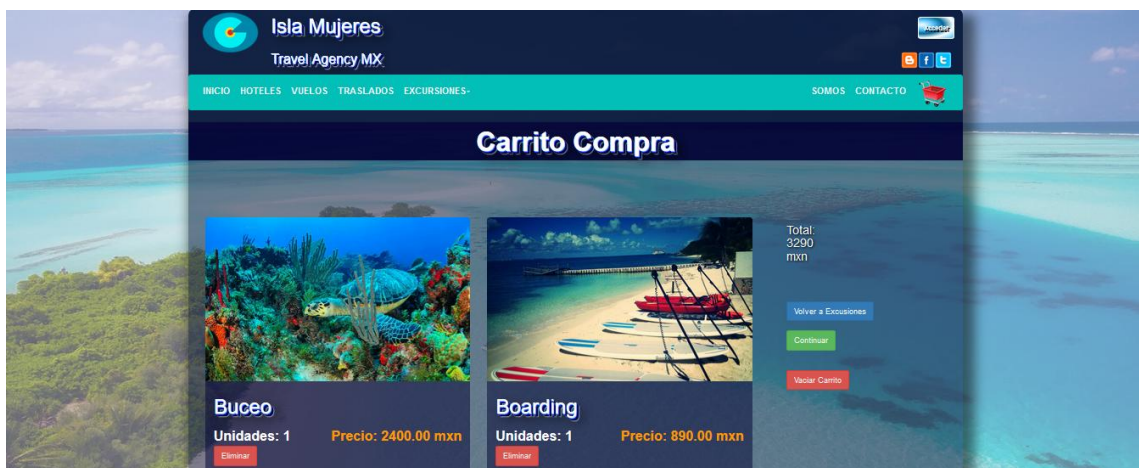 Isla Mujeres
Acceder
Travel Agency MX
INICIO HOTELES VUELOS TRASLADOS EXCURSIONES SOMOS CONTACTO
Carrito Compra
Total:
3290
mxn
Volver a Excusiones
Continuar
Vaciar Carrito
Buceo
Unidades: 1 Precio: 2400.00 mxn
Eliminar
Boarding
Unidades: 1 Precio: 890.00 mxn
Eliminar